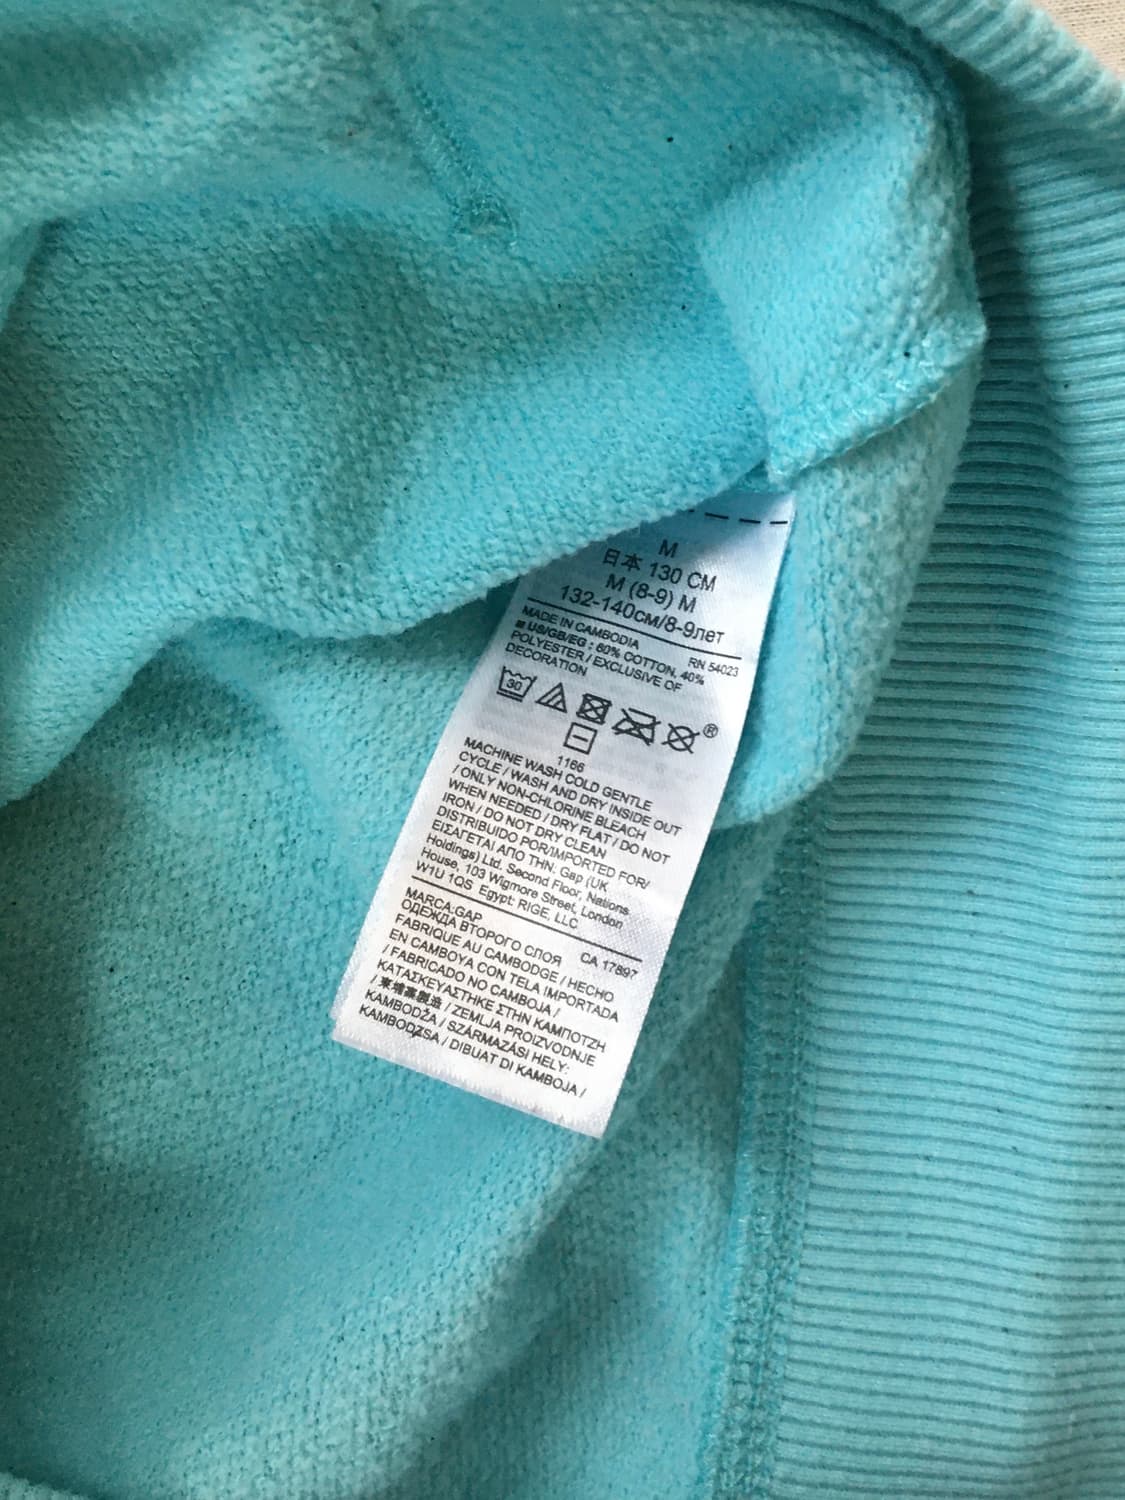 M
日本 130 CM
M (8-9) M
132-140см/8-9лет
MADE IN CAMBODIA
RN 54023
■ US/GB/EG : 60% COTTON, 40%
POLYESTER / EXCLUSIVE OF
DECORATION
30
®
1166
MACHINE WASH COLD GENTLE
CYCLE / WASH AND DRY INSIDE OUT
/ ONLY NON-CHLORINE BLEACH
WHEN NEEDED / DRY FLAT / DO NOT
IRON / DO NOT DRY CLEAN
DISTRIBUIDO POR/IMPORTED FOR/
ΕΙΣΑΓΕΤΑΙ ΑΠΟ ΤΗΝ: Gap (UK
Holdings) Ltd. Second Floor, Nations
House, 103 Wigmore Street, London
W1U 1QS Egypt: RIGE, LLC
MARCA:GAP
CA 17897
ОДЕЖДА ВТОРОГО СЛОЯ
FABRIQUE AU CAMBODGE / HECHO
EN CAMBOYA CON TELA IMPORTADA
/ FABRICADO NO CAMBOJA /
ΚΑΤΑΣΚΕΥΑΣΤΗΚΕ ΣΤΗΝ ΚΑΜΠΟΤΖΗ
/ 柬埔寨製造 / ZEMLJA PROIZVODNJE
KAMBODŽA / SZÁRMAZÁSI HELY:
KAMBODZSA / DIBUAT DI KAMBOJA /